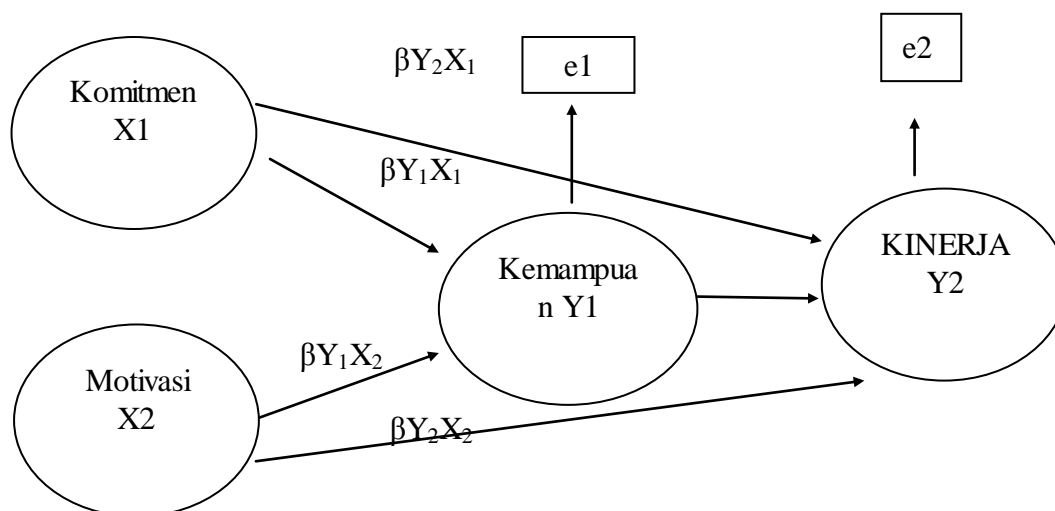 βY₂X₁
e1
e2
Komitmen
X1
βY₁X₁
KINERJA
Y2
Kemampua
n Y1
βY₁X₂
Motivasi
X2
βY₂X₂